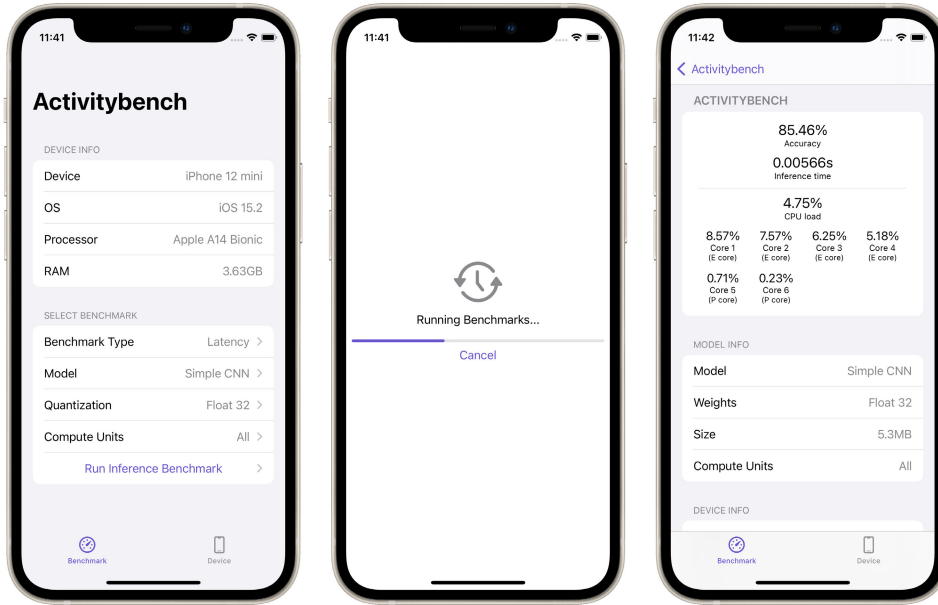 11:41
Activitybench
DEVICE INFO
Device iPhone 12 mini
OS iOS 15.2
Processor Apple A14 Bionic
RAM 3.63GB
SELECT BENCHMARK
Benchmark Type Latency
Model Simple CNN
Quantization Float 32
Compute Units All
Run Inference Benchmark
Benchmark Device
11:41
Running Benchmarks...
Cancel
11:42
Activitybench
ACTIVITYBENCH
85.46%
Accuracy
0.00566s
Inference time
4.75%
CPU load
8.57% 7.57% 6.25% 5.18%
Core 1 Core 2 Core 3 Core 4
(E core) (E core) (E core) (E core)
0.71% 0.23%
Core 5 Core 6
(P core) (P core)
MODEL INFO
Model Simple CNN
Weights Float 32
Size 5.3MB
Compute Units All
DEVICE INFO
Benchmark Device